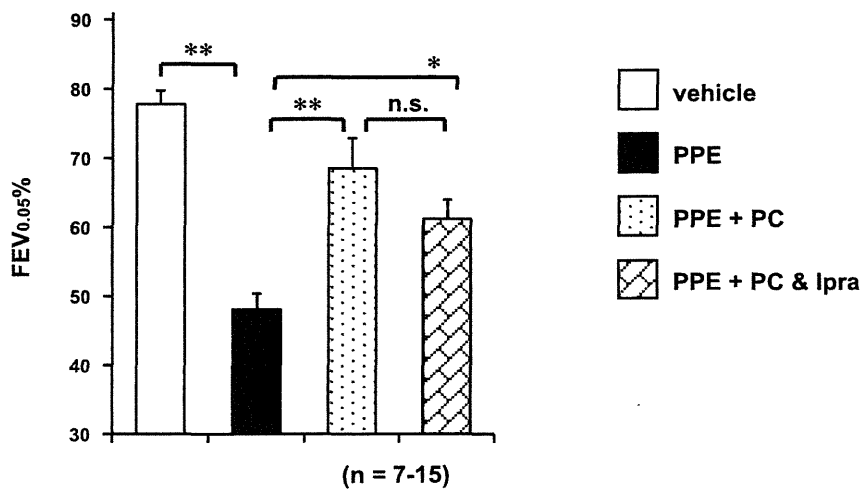 90
80
70
60
50
40
30
FEV0.05%
**
*
**
n.s.
vehicle
PPE
PPE + PC
PPE + PC & Ipra
(n = 7-15)